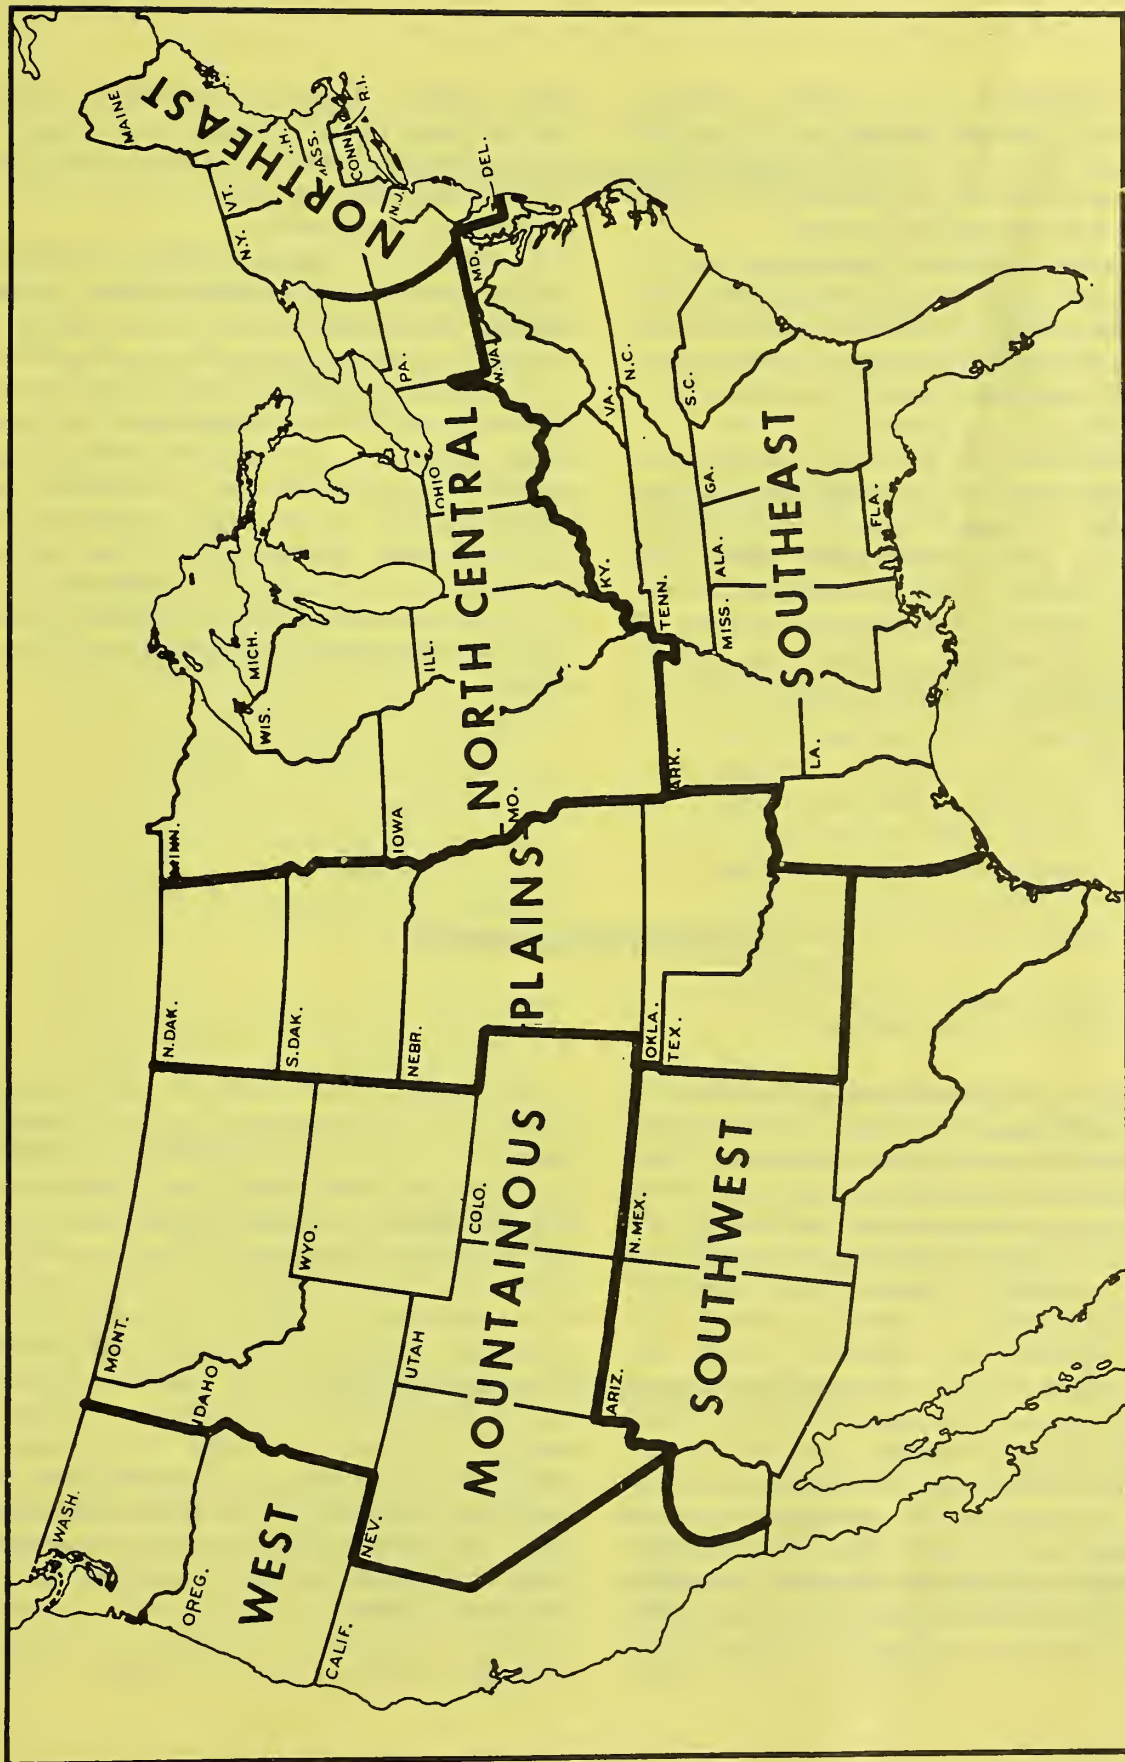 WASH.
OREG.
CALIF.
NEV.
IDAHO
MONT.
WYO.
UTAH
COLO.
ARIZ.
N.MEX.
N.DAK.
S.DAK.
NEBR.
OKLA.
TEX.
MINN.
IOWA
MO.
ARK.
LA.
WIS.
MICH.
ILL.
OHIO
KY.
TENN.
MISS.
ALA.
GA.
FLA.
S.C.
N.C.
VA.
W.VA.
MD.
DEL.
PA.
N.J.
N.Y.
VT.
.H.
ASS.
CONN.
R.I.
MAINE
WEST
MOUNTAINOUS
SOUTHWEST
PLAINS
NORTH CENTRAL
SOUTHEAST
NORTHEAST